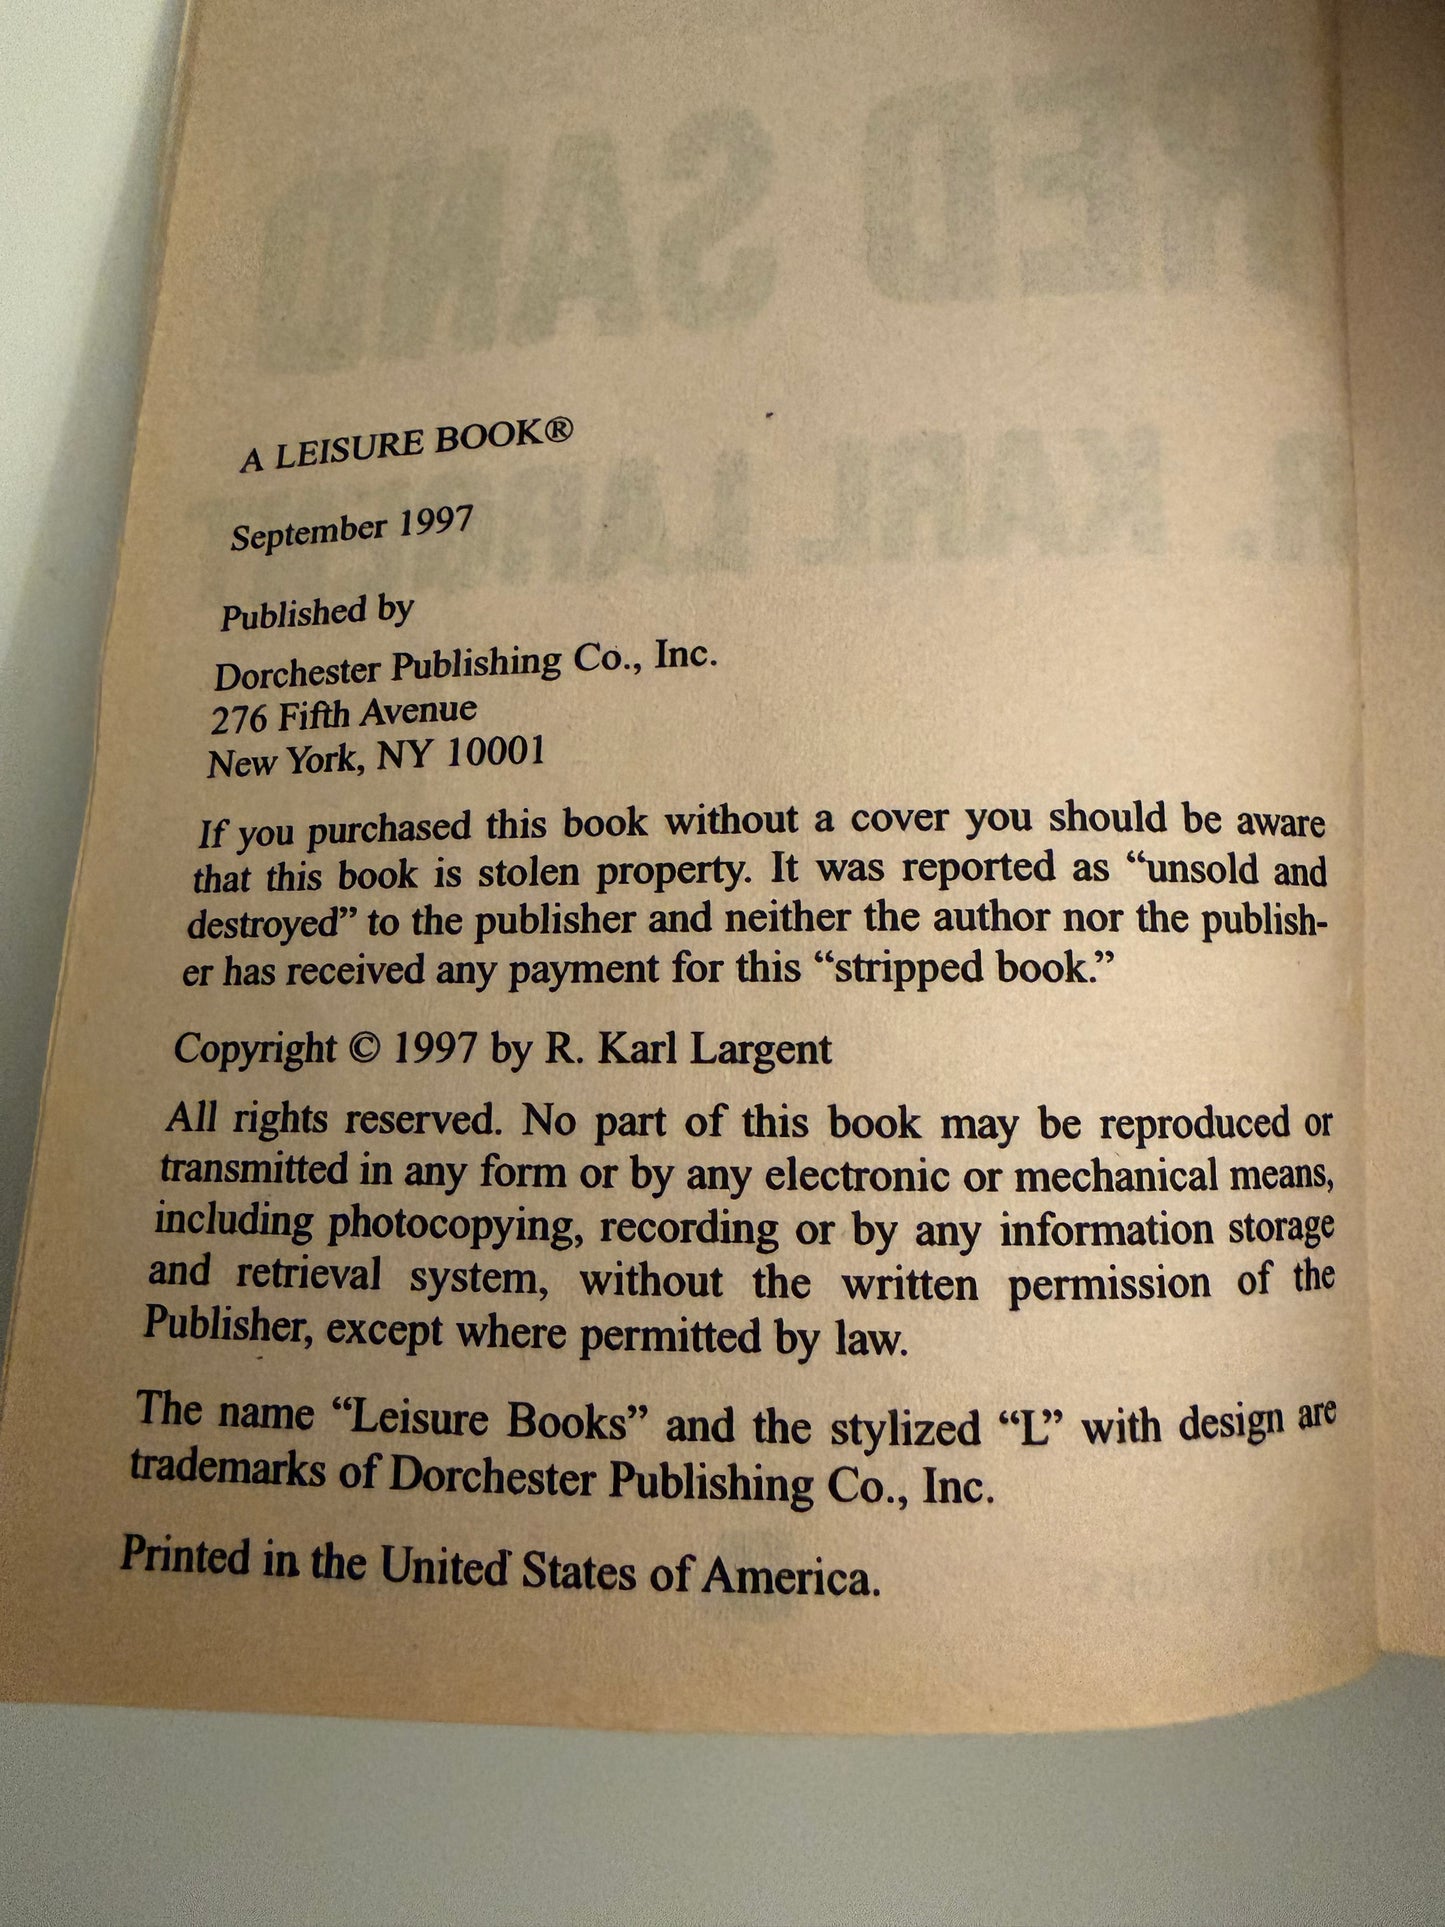 RED SAND
R. KARL LARGENT
A LEISURE BOOK®
September 1997
Published by
Dorchester Publishing Co., Inc.
276 Fifth Avenue
New York, NY 10001
If you purchased this book without a cover you should be aware
that this book is stolen property. It was reported as “unsold and
destroyed” to the publisher and neither the author nor the publish-
er has received any payment for this “stripped book.”
Copyright © 1997 by R. Karl Largent
All rights reserved. No part of this book may be reproduced or
transmitted in any form or by any electronic or mechanical means,
including photocopying, recording or by any information storage
and retrieval system, without the written permission of the
Publisher, except where permitted by law.
The name “Leisure Books” and the stylized “L” with design are
trademarks of Dorchester Publishing Co., Inc.
Printed in the United States of America.